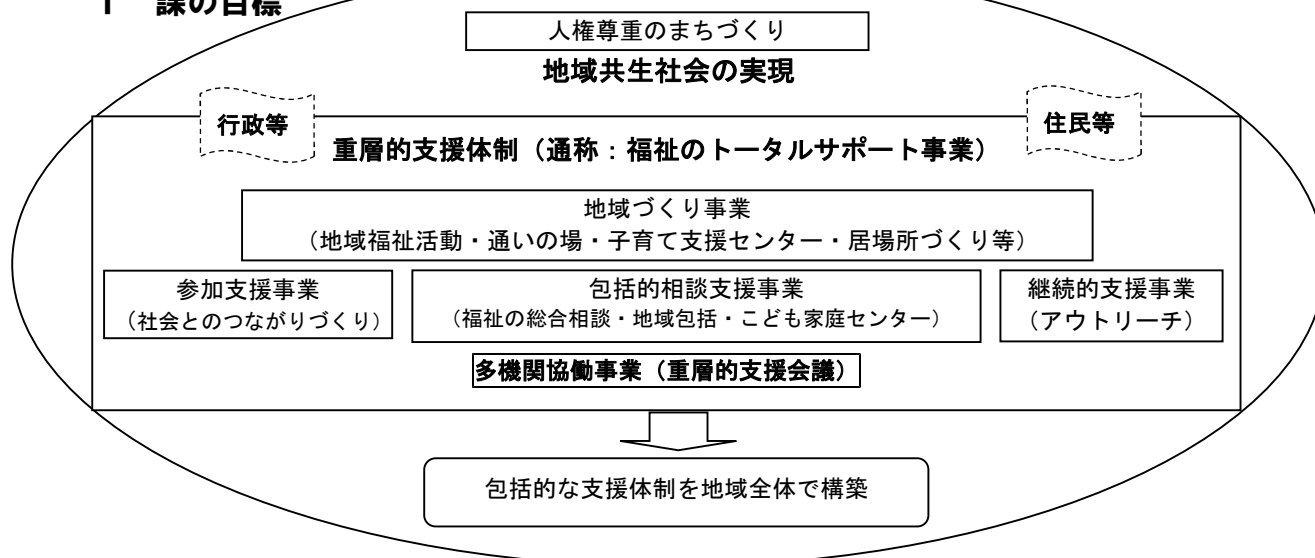 1 課の目標
人権尊重のまちづくり
地域共生社会の実現
行政等
住民等
重層的支援体制（通称：福祉のトータルサポート事業）
地域づくり事業
（地域福祉活動・通いの場・子育て支援センター・居場所づくり等）
参加支援事業
（社会とのつながりづくり）
包括的相談支援事業
（福祉の総合相談・地域包括・こども家庭センター）
継続的支援事業
（アウトリーチ）
多機関協働事業（重層的支援会議）
包括的な支援体制を地域全体で構築